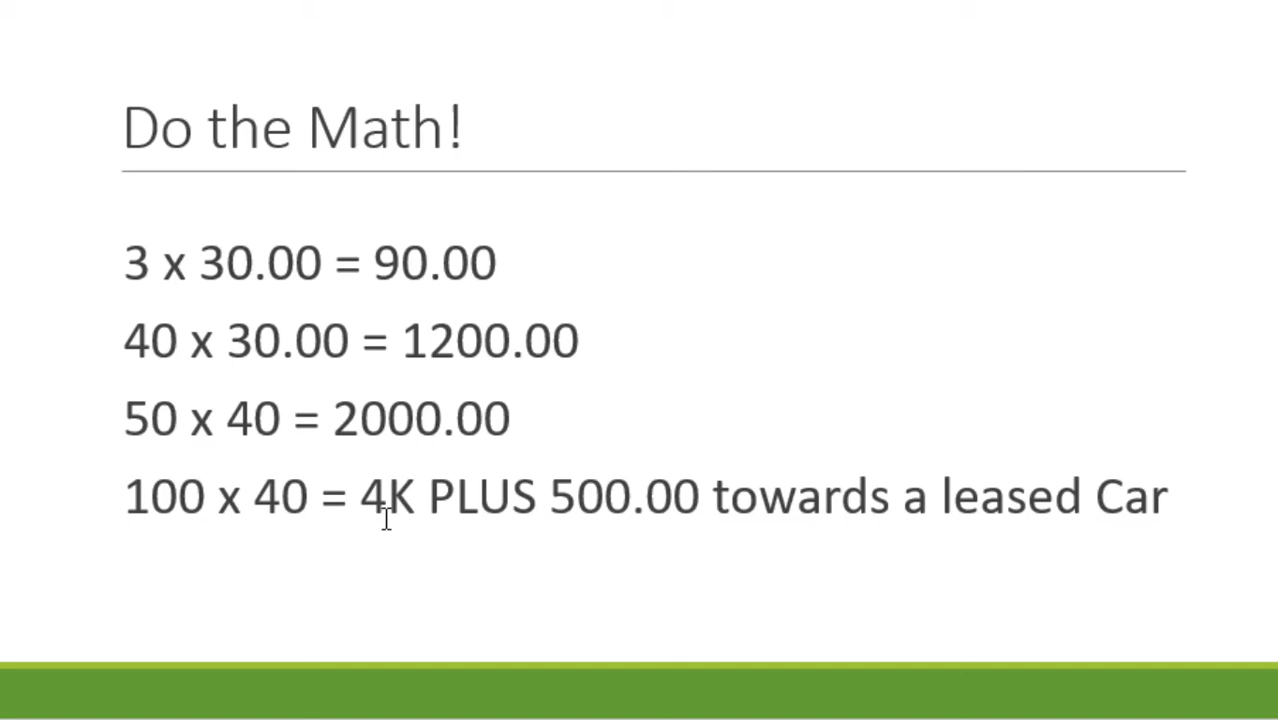 Do the Math!
3 x 30.00 = 90.00
40 x 30.00 = 1200.00
50 x 40 = 2000.00
100 x 40 = 4K PLUS 500.00 towards a leased Car